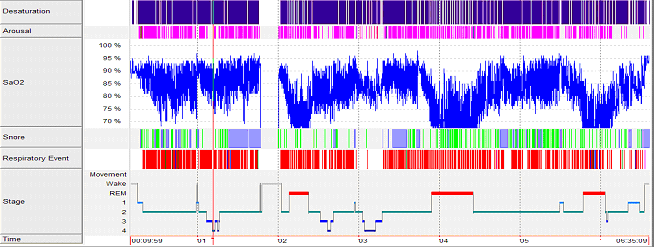 Desaturation
Arousal
100 %
95 %
90 %
85 %
80 %
75 %
70 %
SaO2
Snore
Respiratory Event
Movement
Wake
REM
1
2
3
4
Stage
Time
00:09:59
01
02
03
04
05
06:35:09